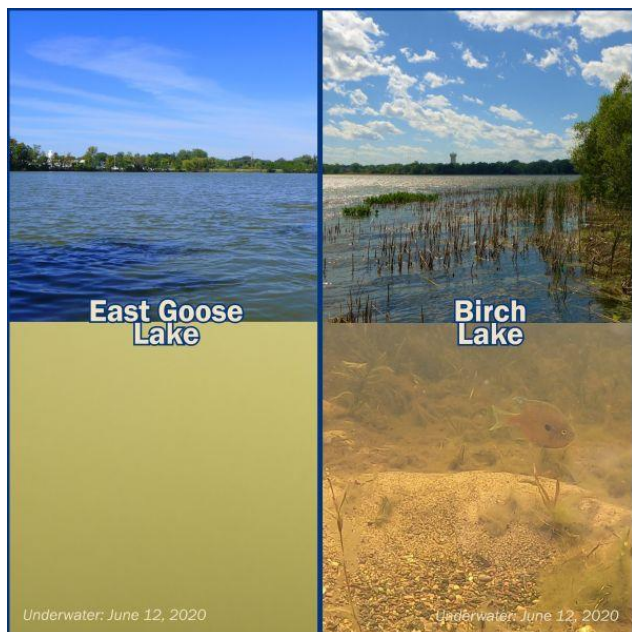 East Goose
Lake
Birch
Lake
Underwater: June 12, 2020
Underwater: June 12, 2020